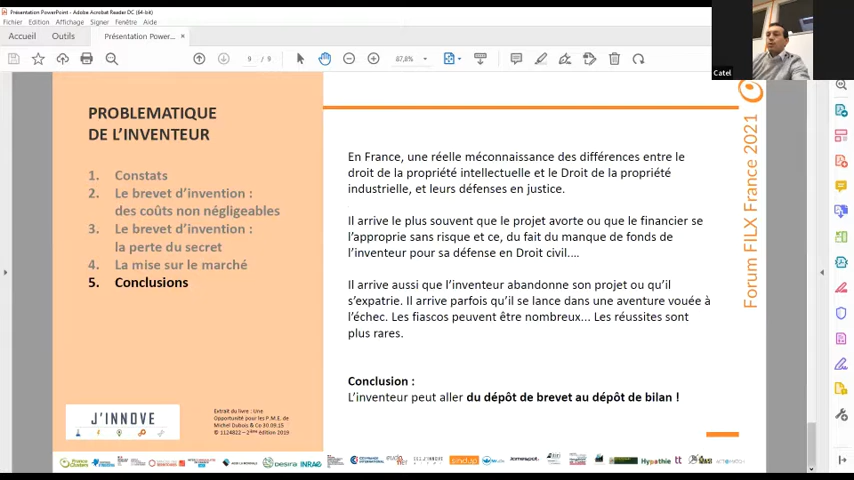 Présentation PowerPoint - Adobe Acrobat Reader DC (64-bit)
Fichier Edition Affichage Signer Fenêtre Aide
Accueil Outils Présentation Power... ×
9 / 9 87,8%
Catel
PROBLEMATIQUE
DE L'INVENTEUR
1. Constats
2. Le brevet d'invention :
des coûts non négligeables
3. Le brevet d'invention :
la perte du secret
4. La mise sur le marché
5. Conclusions
En France, une réelle méconnaissance des différences entre le
droit de la propriété intellectuelle et le Droit de la propriété
industrielle, et leurs défenses en justice.
Il arrive le plus souvent que le projet avorte ou que le financier se
l'approprie sans risque et ce, du fait du manque de fonds de
l'inventeur pour sa défense en Droit civil....
Il arrive aussi que l'inventeur abandonne son projet ou qu'il
s'expatrie. Il arrive parfois qu'il se lance dans une aventure vouée à
l'échec. Les fiascos peuvent être nombreux... Les réussites sont
plus rares.
Conclusion :
L'inventeur peut aller du dépôt de brevet au dépôt de bilan !
Forum FILX France 2021
J'INNOVE
Extrait du livre : Une
Opportunité pour les P.M.E. de
Michel Dubois & Co 30.09.15
© 1124822 - 2ème édition 2019
France Clusters
desira
INRAE
Hypathie
tt